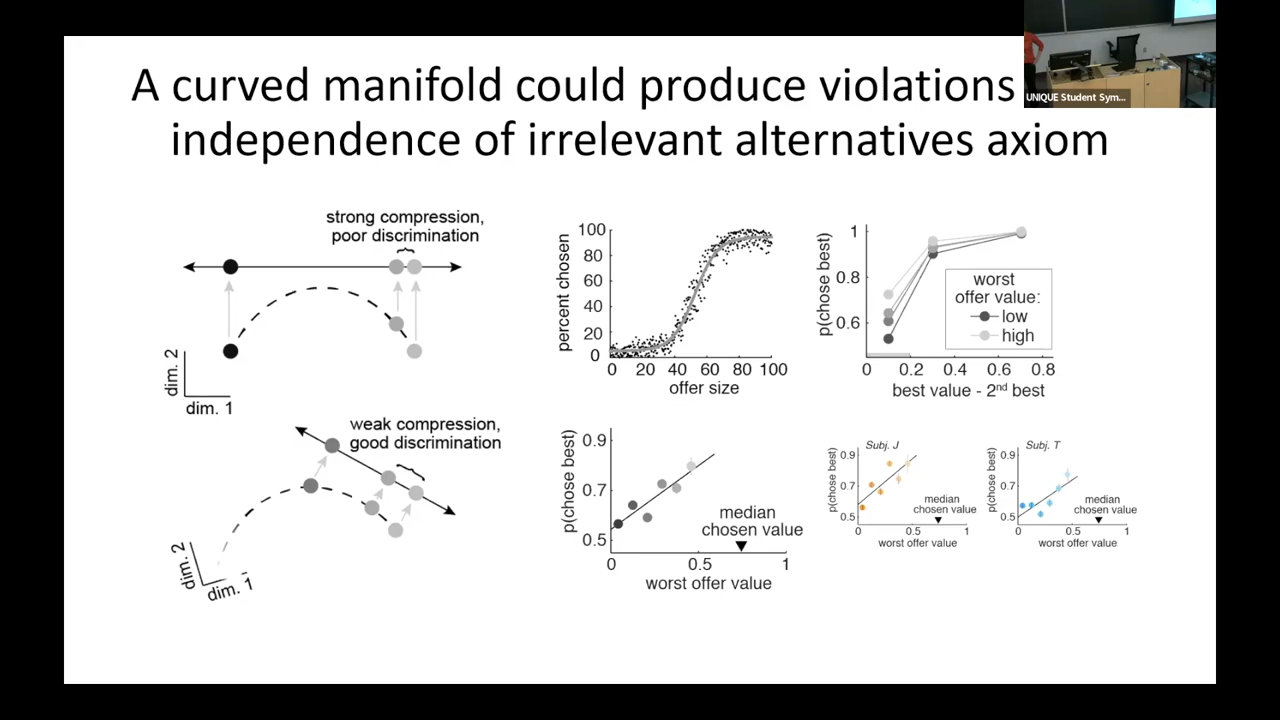 A curved manifold could produce violations
independence of irrelevant alternatives axiom
UNIQUE Student Sym...
strong compression,
poor discrimination
dim. 2
dim. 1
weak compression,
good discrimination
dim. 2
dim. 1
percent chosen
100
80
60
40
20
0
0 20 40 60 80 100
offer size
p(chose best)
1
0.8
0.6
worst
offer value:
low
high
0 0.2 0.4 0.6 0.8
best value - 2nd best
p(chose best)
0.9
0.7
0.5
median
chosen value
0 0.5 1
worst offer value
Subj. J
p(chose best)
0.9
0.7
0.5
median
chosen value
0 0.5 1
worst offer value
Subj. T
p(chose best)
0.9
0.7
0.5
median
chosen value
0 0.5 1
worst offer value